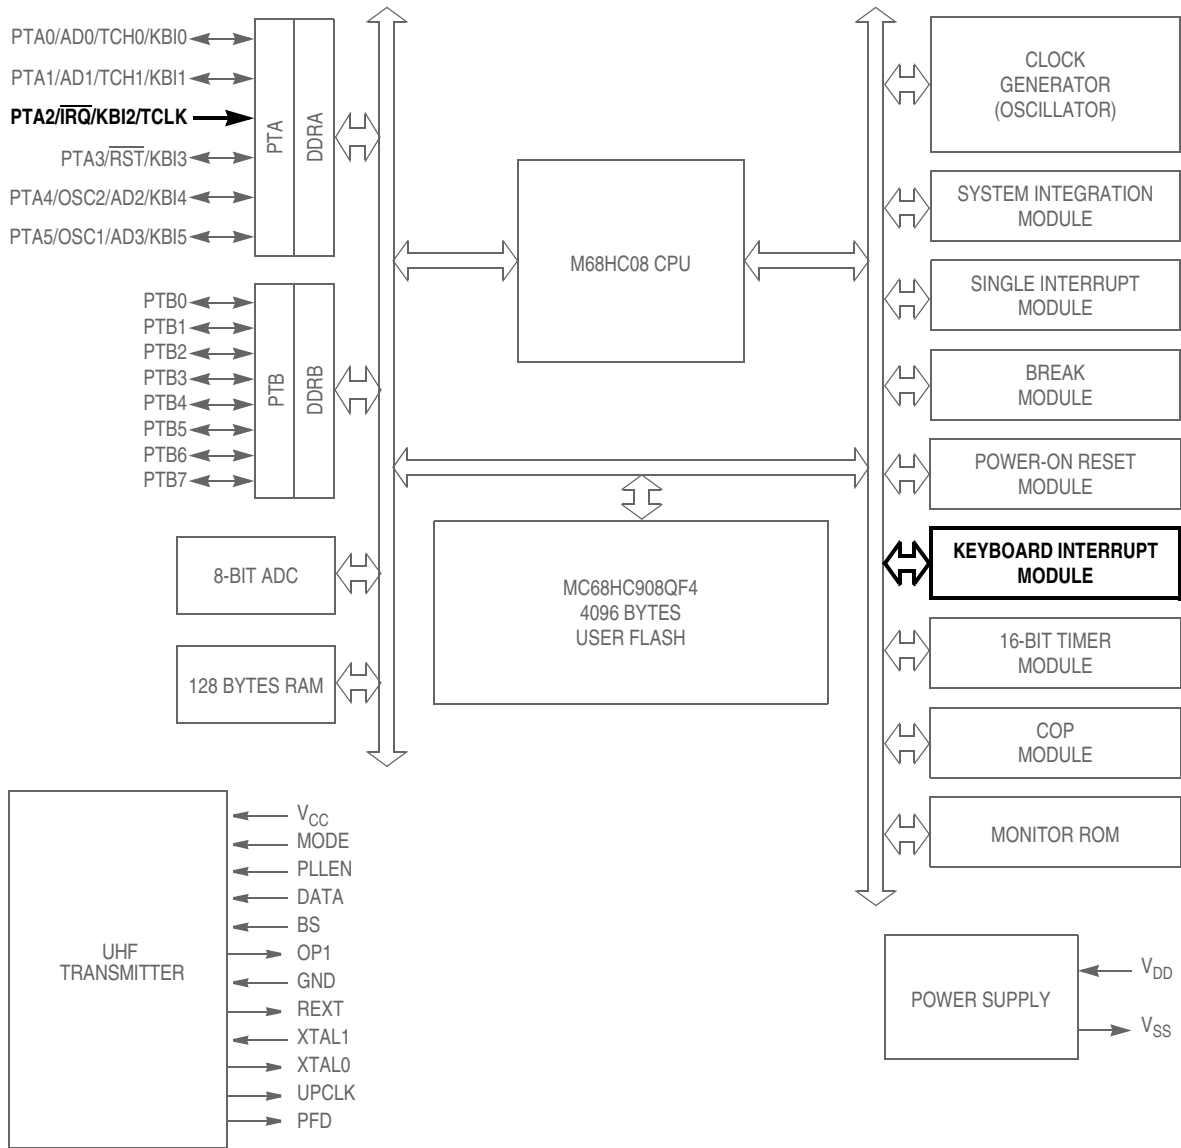 PTA0/AD0/TCH0/KBI0
PTA1/AD1/TCH1/KBI1
PTA2/IRQ/KBI2/TCLK
PTA3/RST/KBI3
PTA4/OSC2/AD2/KBI4
PTA5/OSC1/AD3/KBI5
PTA
DDRA
PTB0
PTB1
PTB2
PTB3
PTB4
PTB5
PTB6
PTB7
PTB
DDRB
8-BIT ADC
128 BYTES RAM
M68HC08 CPU
MC68HC908QF4
4096 BYTES
USER FLASH
CLOCK
GENERATOR
(OSCILLATOR)
SYSTEM INTEGRATION
MODULE
SINGLE INTERRUPT
MODULE
BREAK
MODULE
POWER-ON RESET
MODULE
KEYBOARD INTERRUPT
MODULE
16-BIT TIMER
MODULE
COP
MODULE
MONITOR ROM
UHF
TRANSMITTER
VCC
MODE
PLLEN
DATA
BS
OP1
GND
REXT
XTAL1
XTAL0
UPCLK
PFD
POWER SUPPLY
VDD
VSS